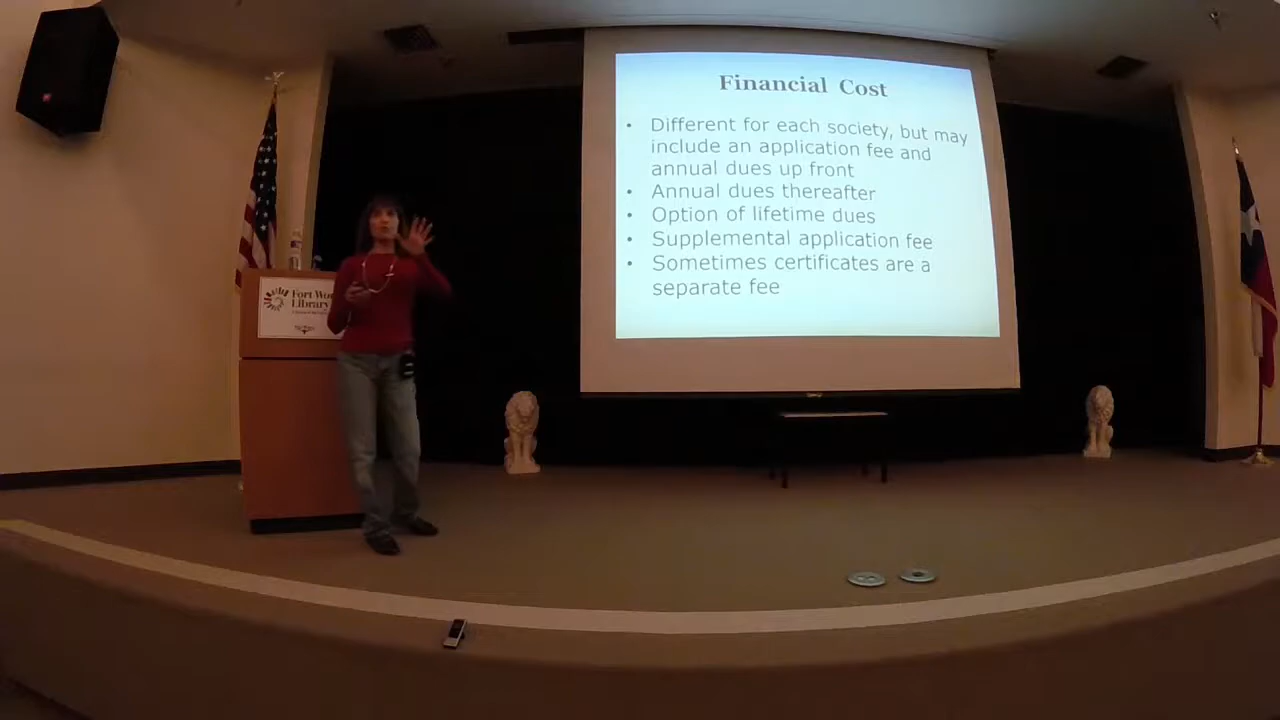 Financial Cost
• Different for each society, but may
include an application fee and
annual dues up front
• Annual dues thereafter
• Option of lifetime dues
• Supplemental application fee
• Sometimes certificates are a
separate fee
Fort Wo
Library